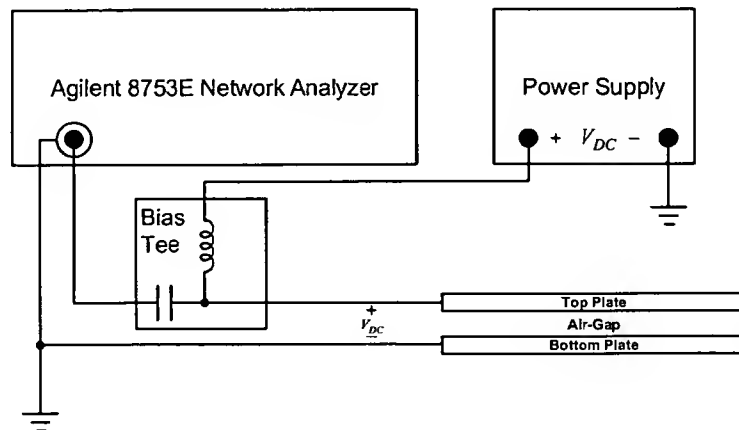 Agilent 8753E Network Analyzer
Power Supply
+ V_DC -
Bias
Tee
+
V_DC
-
Top Plate
Air-Gap
Bottom Plate